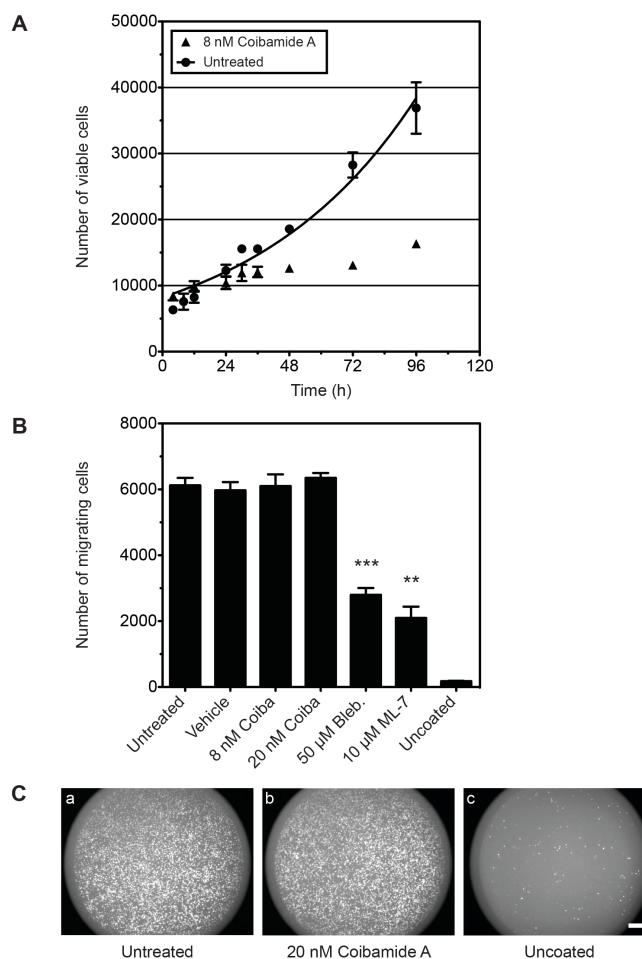 A
50000
40000
30000
20000
10000
0
Number of viable cells
8 nM Coibamide A
Untreated
0 24 48 72 96 120
Time (h)
B
8000
6000
4000
2000
0
Number of migrating cells
***
**
Untreated
Vehicle
8 nM Coiba
20 nM Coiba
50 µM Bleb.
10 µM ML-7
Uncoated
C
a b c
Untreated 20 nM Coibamide A Uncoated